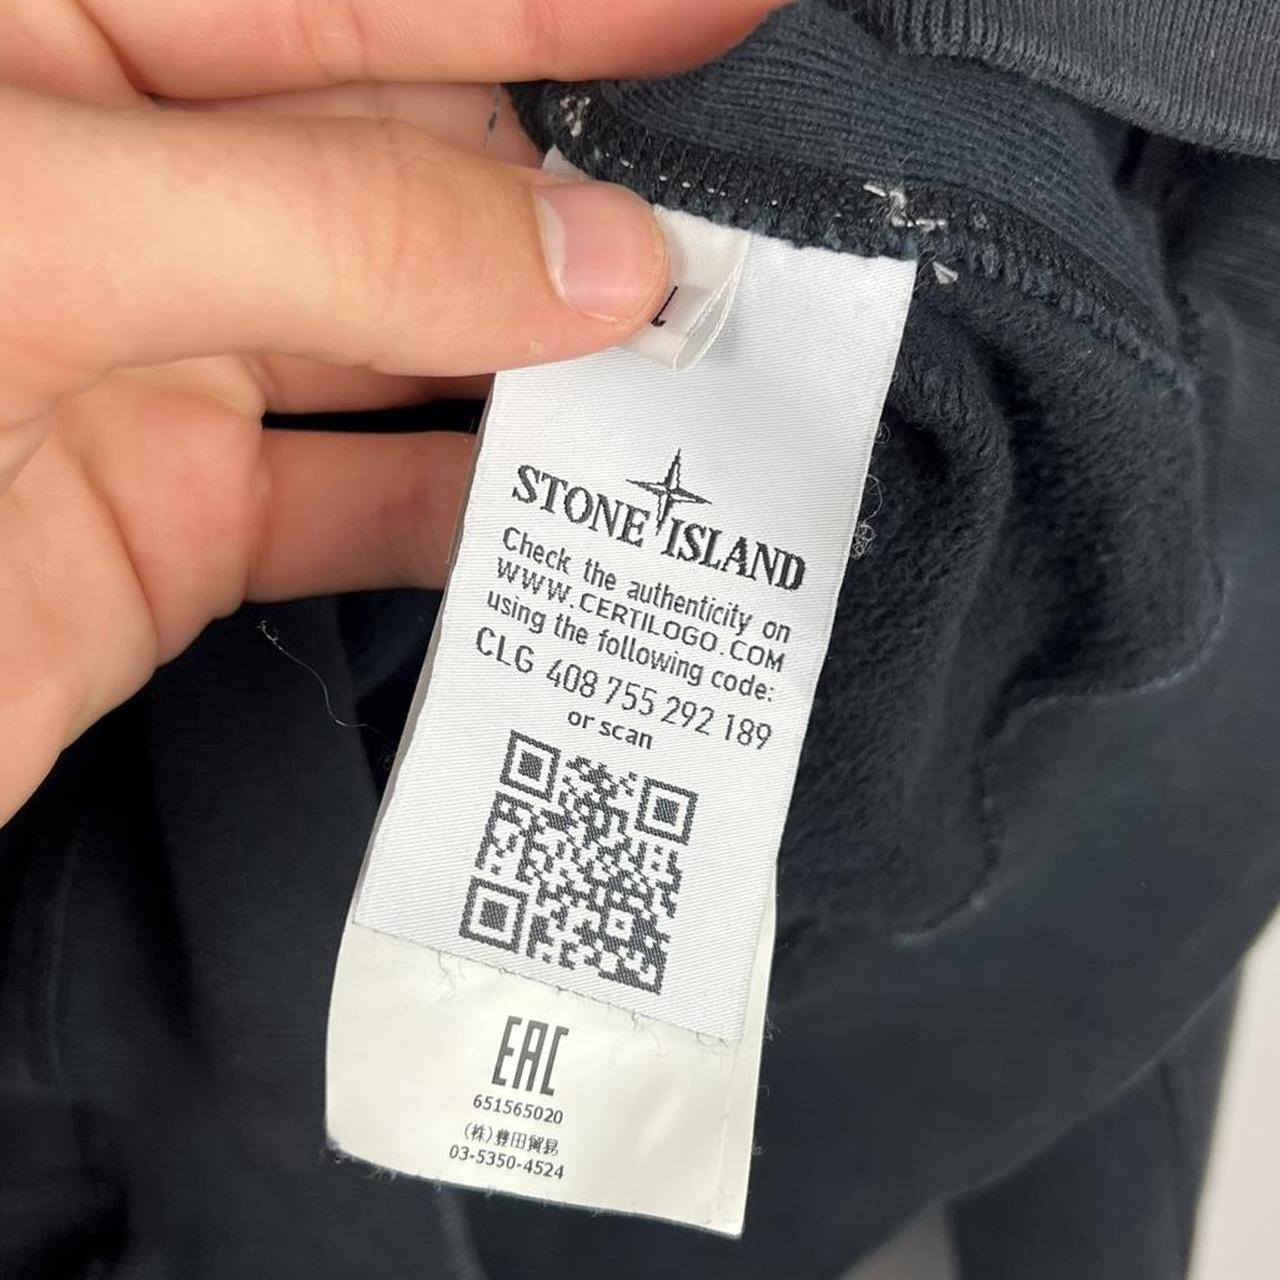 STONE ISLAND
Check the authenticity on
WWW.CERTILOGO.COM
using the following code:
CLG 408 755 292 189
or scan
EAC
651565020
(株)豊田貿易
03-5350-4524